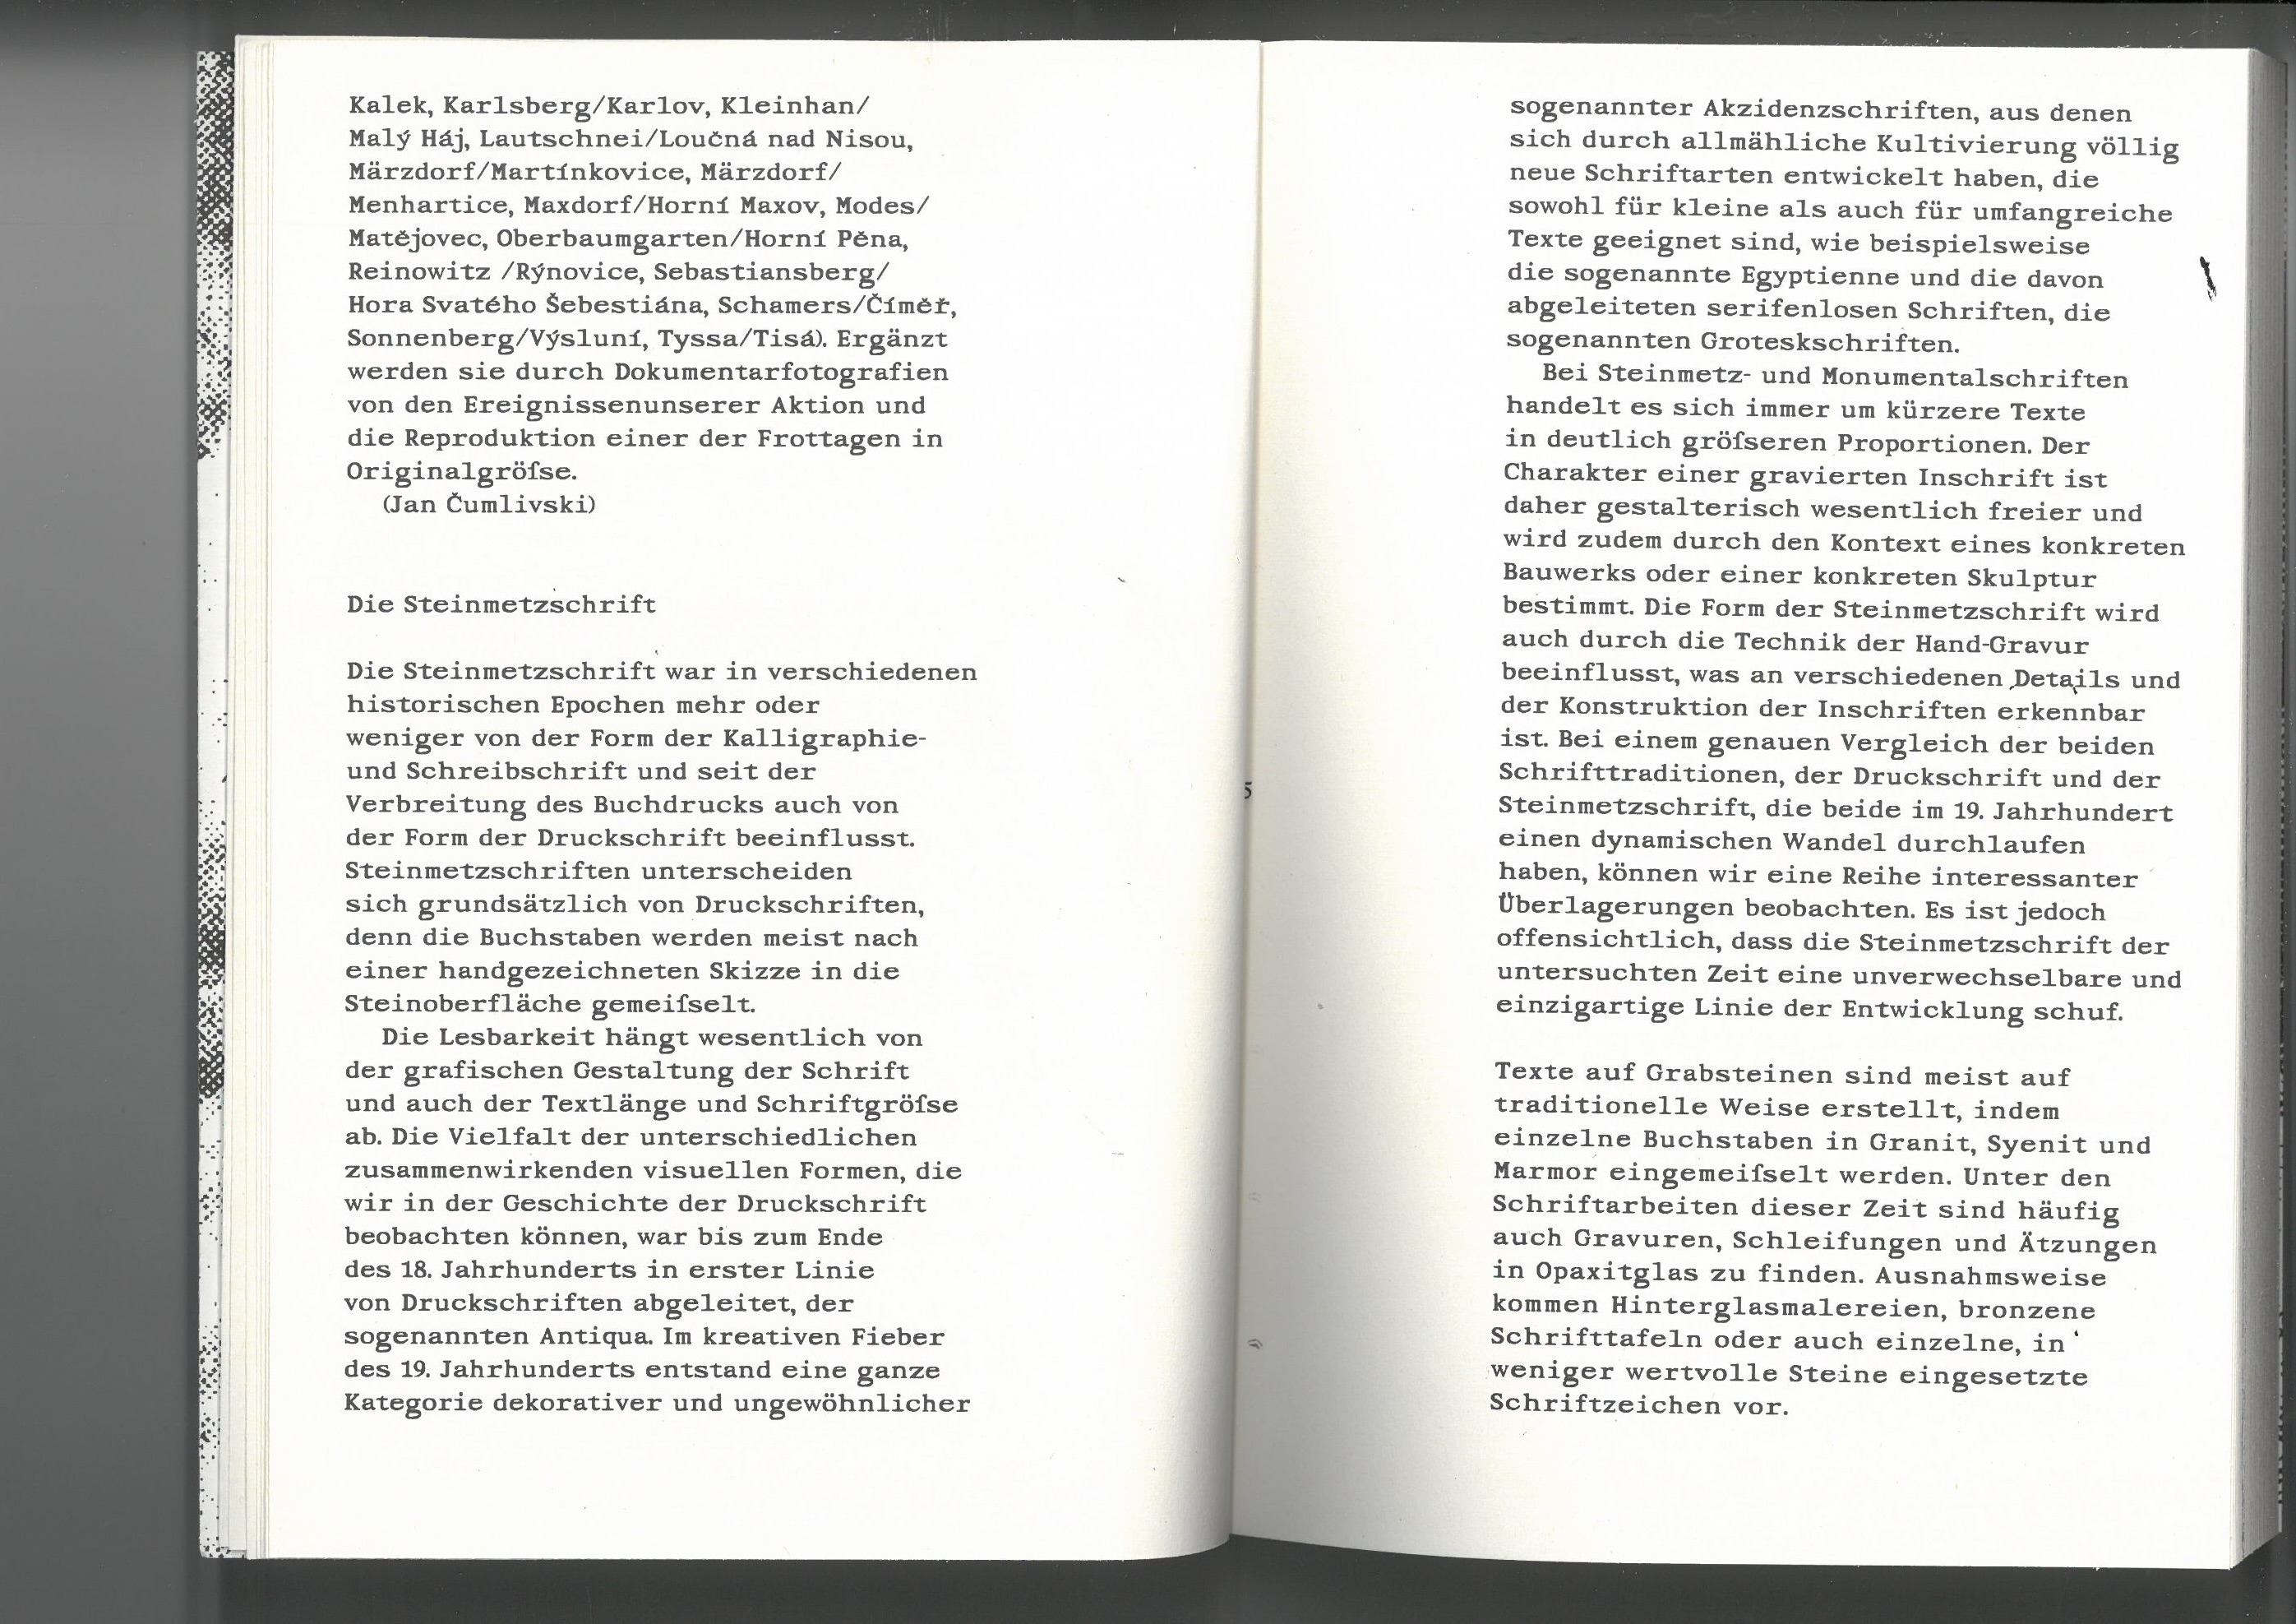 Kalek, Karlsberg/Karlov, Kleinhan/
Malý Háj, Lautschnei/Loučná nad Nisou,
Märzdorf/Martínkovice, Märzdorf/
Menhartice, Maxdorf/Horní Maxov, Modes/
Matějovec, Oberbaumgarten/Horní Pěna,
Reinowitz /Rýnovice, Sebastiansberg/
Hora Svatého Šebestiána, Schamers/Číměř,
Sonnenberg/Výsluní, Tyssa/Tisá). Ergänzt
werden sie durch Dokumentarfotografien
von den Ereignissenunserer Aktion und
die Reproduktion einer der Frottagen in
Originalgröſse.
(Jan Čumlivski)
Die Steinmetzschrift
Die Steinmetzschrift war in verschiedenen
historischen Epochen mehr oder
weniger von der Form der Kalligraphie-
und Schreibschrift und seit der
Verbreitung des Buchdrucks auch von
der Form der Druckschrift beeinflusst.
Steinmetzschriften unterscheiden
sich grundsätzlich von Druckschriften,
denn die Buchstaben werden meist nach
einer handgezeichneten Skizze in die
Steinoberfläche gemeiſselt.
Die Lesbarkeit hängt wesentlich von
der grafischen Gestaltung der Schrift
und auch der Textlänge und Schriftgröſse
ab. Die Vielfalt der unterschiedlichen
zusammenwirkenden visuellen Formen, die
wir in der Geschichte der Druckschrift
beobachten können, war bis zum Ende
des 18. Jahrhunderts in erster Linie
von Druckschriften abgeleitet, der
sogenannten Antiqua. Im kreativen Fieber
des 19. Jahrhunderts entstand eine ganze
Kategorie dekorativer und ungewöhnlicher
5
sogenannter Akzidenzschriften, aus denen
sich durch allmähliche Kultivierung völlig
neue Schriftarten entwickelt haben, die
sowohl für kleine als auch für umfangreiche
Texte geeignet sind, wie beispielsweise
die sogenannte Egyptienne und die davon
abgeleiteten serifenlosen Schriften, die
sogenannten Groteskschriften.
Bei Steinmetz- und Monumentalschriften
handelt es sich immer um kürzere Texte
in deutlich gröſseren Proportionen. Der
Charakter einer gravierten Inschrift ist
daher gestalterisch wesentlich freier und
wird zudem durch den Kontext eines konkreten
Bauwerks oder einer konkreten Skulptur
bestimmt. Die Form der Steinmetzschrift wird
auch durch die Technik der Hand-Gravur
beeinflusst, was an verschiedenen Details und
der Konstruktion der Inschriften erkennbar
ist. Bei einem genauen Vergleich der beiden
Schrifttraditionen, der Druckschrift und der
Steinmetzschrift, die beide im 19. Jahrhundert
einen dynamischen Wandel durchlaufen
haben, können wir eine Reihe interessanter
Überlagerungen beobachten. Es ist jedoch
offensichtlich, dass die Steinmetzschrift der
untersuchten Zeit eine unverwechselbare und
einzigartige Linie der Entwicklung schuf.
Texte auf Grabsteinen sind meist auf
traditionelle Weise erstellt, indem
einzelne Buchstaben in Granit, Syenit und
Marmor eingemeiſselt werden. Unter den
Schriftarbeiten dieser Zeit sind häufig
auch Gravuren, Schleifungen und Ätzungen
in Opaxitglas zu finden. Ausnahmsweise
kommen Hinterglasmalereien, bronzene
Schrifttafeln oder auch einzelne, in
weniger wertvolle Steine eingesetzte
Schriftzeichen vor.